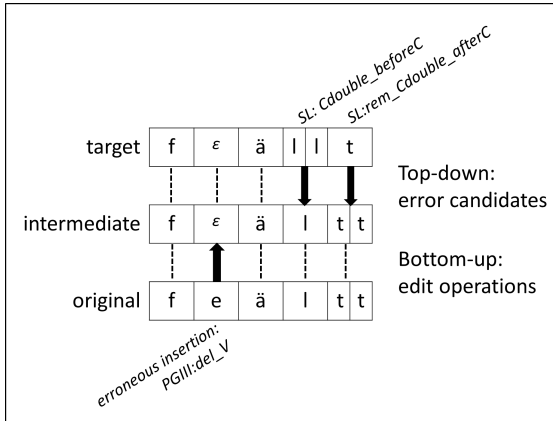 SL: Cdouble_beforeC
SL:rem_Cdouble_afterC
target f ε ä l l t
Top-down:
error candidates
intermediate f ε ä l t t
Bottom-up:
edit operations
original f e ä l t t
erroneous insertion:
PGIII:del_V